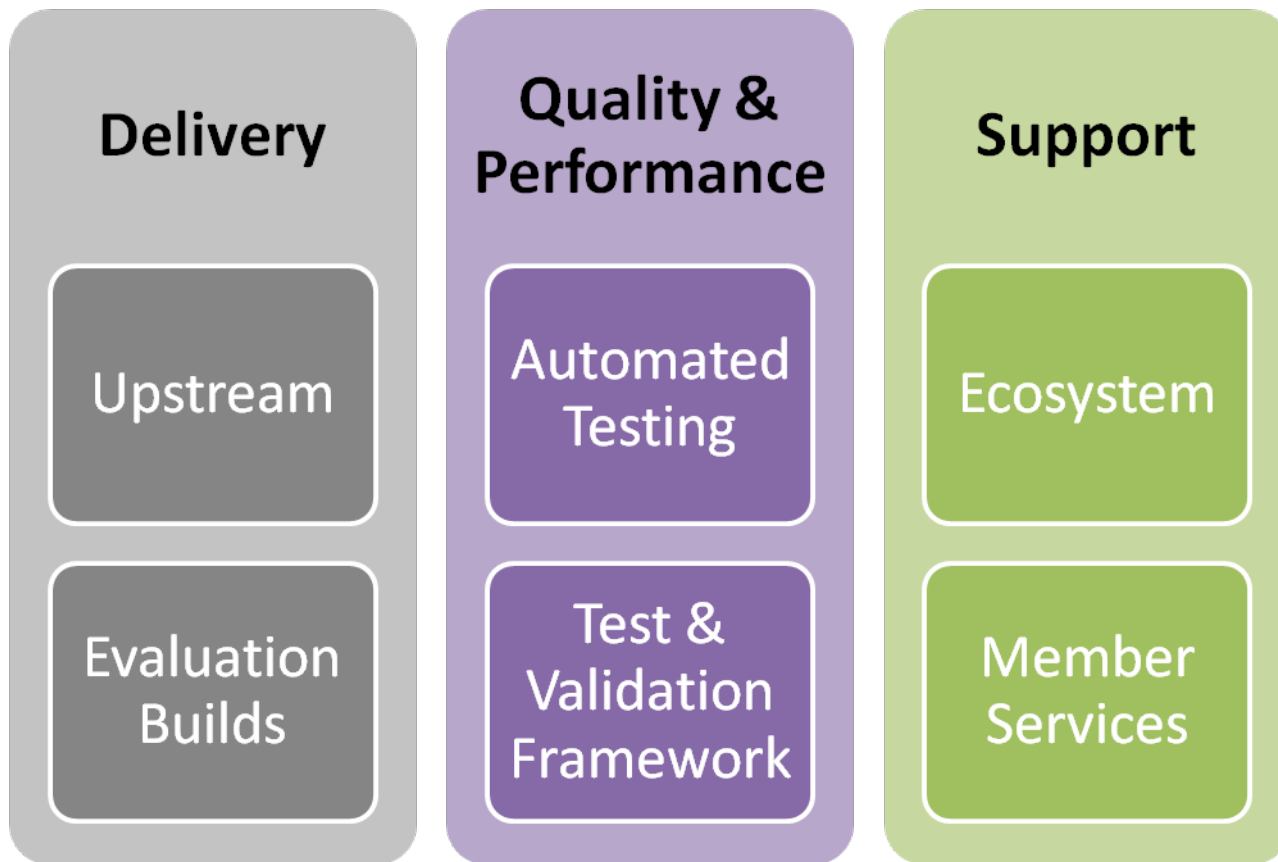 Delivery
Upstream
Evaluation
Builds
Quality &
Performance
Automated
Testing
Test &
Validation
Framework
Support
Ecosystem
Member
Services